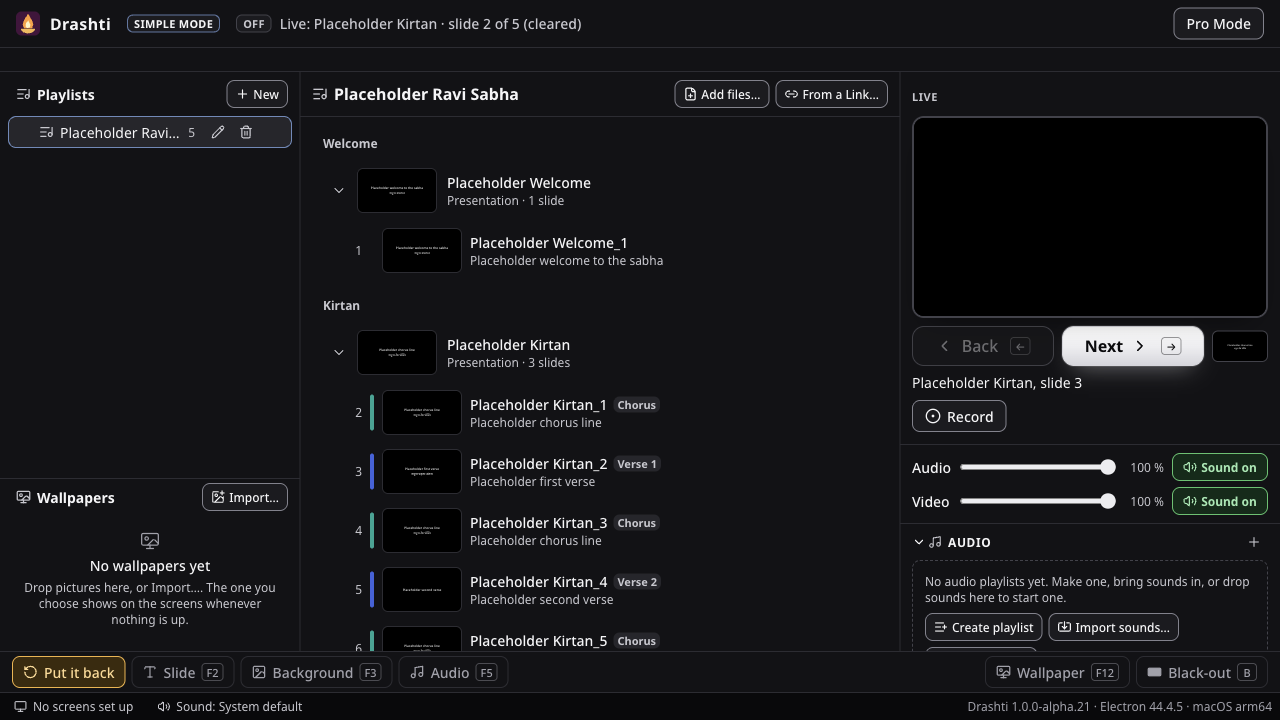 Drashti
SIMPLE MODE
OFF
Live: Placeholder Kirtan · slide 2 of 5 (cleared)
Pro Mode
Playlists
New
Placeholder Ravi... 5
Placeholder Ravi Sabha
Add files...
From a Link...
Welcome
Placeholder Welcome
Presentation · 1 slide
1
Placeholder Welcome_1
Placeholder welcome to the sabha
Kirtan
Placeholder Kirtan
Presentation · 3 slides
2
Placeholder Kirtan_1 Chorus
Placeholder chorus line
3
Placeholder Kirtan_2 Verse 1
Placeholder first verse
4
Placeholder Kirtan_3 Chorus
Placeholder chorus line
5
Placeholder Kirtan_4 Verse 2
Placeholder second verse
6
Placeholder Kirtan_5 Chorus
Wallpapers
Import...
No wallpapers yet
Drop pictures here, or Import.... The one you
choose shows on the screens whenever
nothing is up.
LIVE
Back
Next
Placeholder Kirtan, slide 3
Record
Audio 100 % Sound on
Video 100 % Sound on
AUDIO
No audio playlists yet. Make one, bring sounds in, or drop
sounds here to start one.
Create playlist
Import sounds...
Put it back
Slide F2
Background F3
Audio F5
Wallpaper F12
Black-out B
No screens set up
Sound: System default
Drashti 1.0.0-alpha.21 · Electron 44.4.5 · macOS arm64